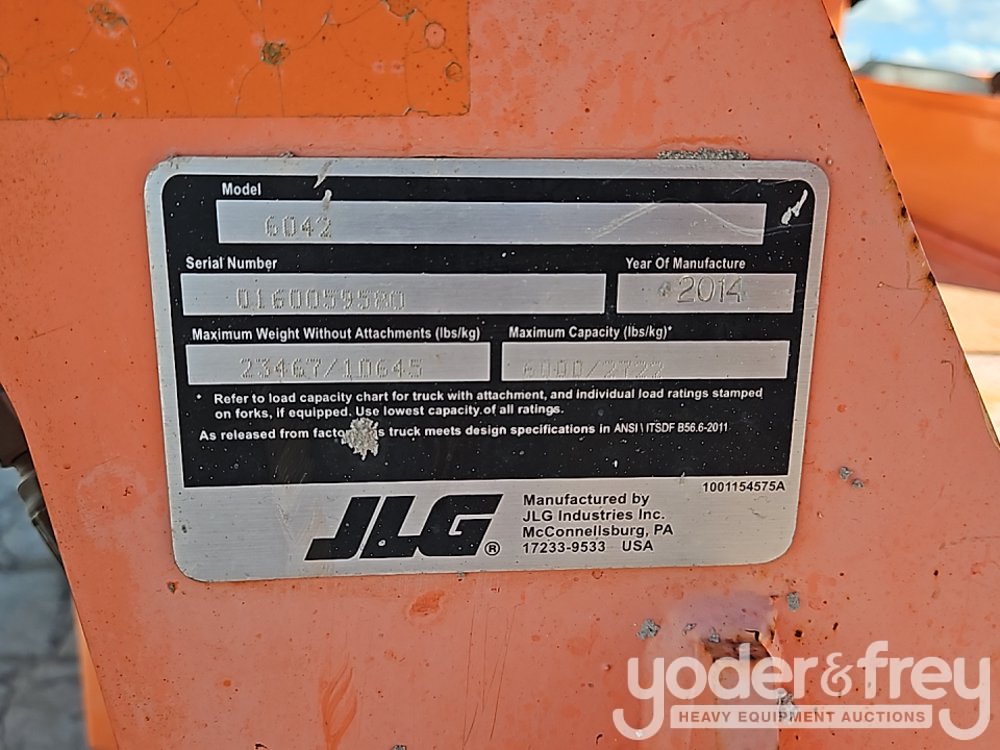 Model
6042
Serial Number
Year Of Manufacture
0160059580
2014
Maximum Weight Without Attachments (lbs/kg)
Maximum Capacity (lbs/kg)*
23467/10645
6000/2722
* Refer to load capacity chart for truck with attachment, and individual load ratings stamped
on forks, if equipped. Use lowest capacity of all ratings.
As released from truck meets design specifications in ANSI \ ITSDF B56.6-2011
1001154575A
JLG®
Manufactured by
JLG Industries Inc.
McConnellsburg, PA
17233-9533 USA
yoder&frey
HEAVY EQUIPMENT AUCTIONS